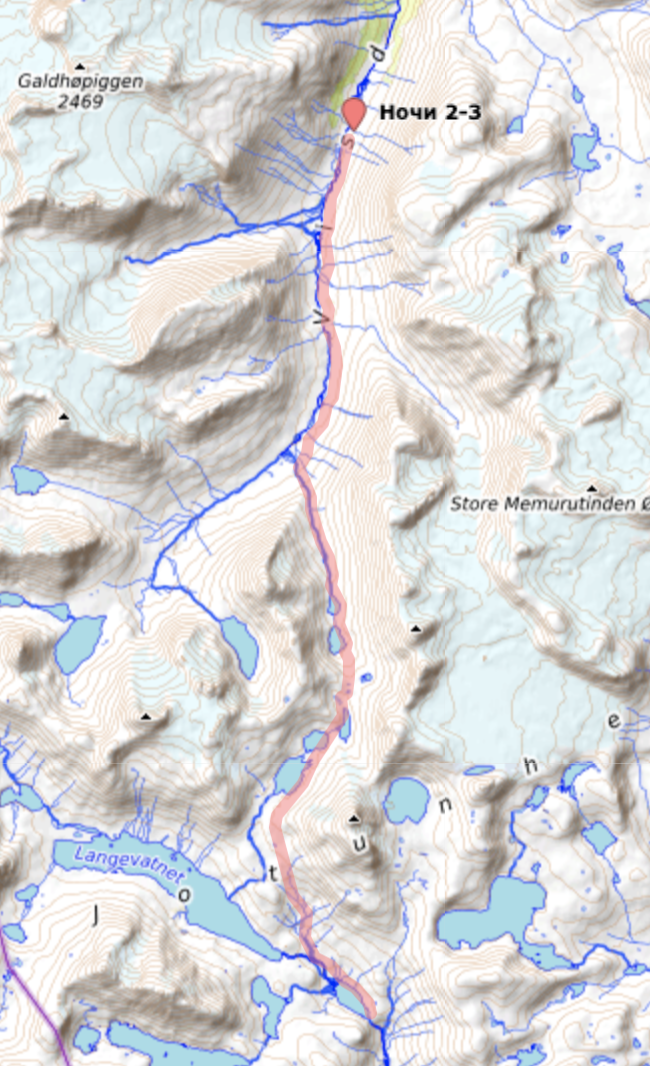 d
Galdhøpiggen
2469
Ночи 2-3
s
i
V
Store Memurutinden Ø
e
h
n
u
Langevatnet
t
o
J